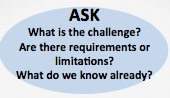 ASK
What is the challenge?
Are there requirements or
limitations?
What do we know already?